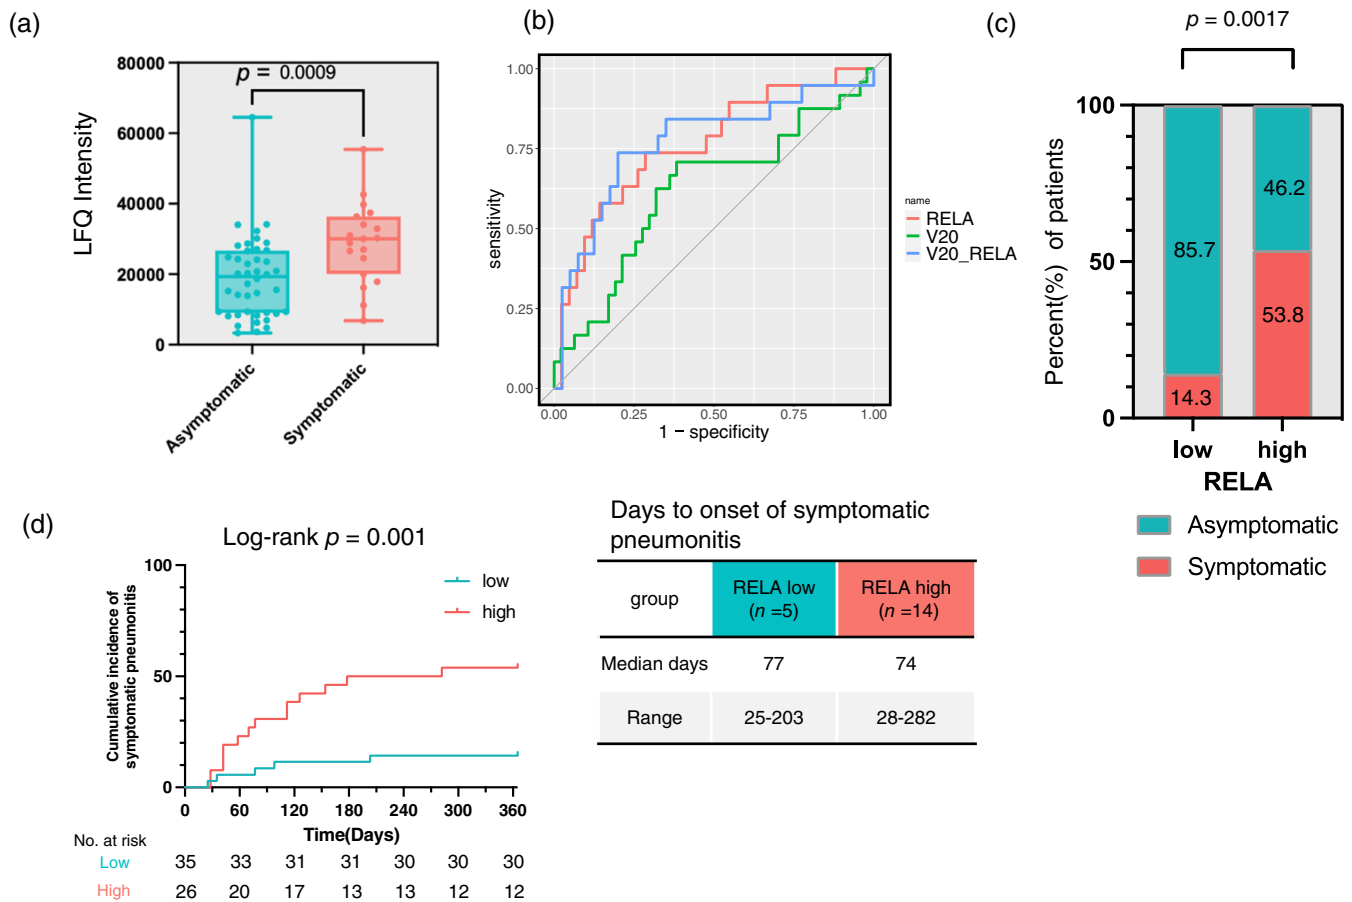 (a)
p = 0.0009
LFQ Intensity
80000
60000
40000
20000
0
Asymptomatic
Symptomatic
(b)
sensitivity
1.00
0.75
0.50
0.25
0.00
0.00 0.25 0.50 0.75 1.00
1 − specificity
name
RELA
V20
V20_RELA
(c)
p = 0.0017
Percent(%) of patients
100
50
0
85.7
14.3
46.2
53.8
low high
RELA
Asymptomatic
Symptomatic
(d)
Log-rank p = 0.001
Cumulative incidence of
symptomatic pneumonitis
100
50
0
low
high
0 60 120 180 240 300 360
Time(Days)
No. at risk
Low 35 33 31 31 30 30 30
High 26 20 17 13 13 12 12
Days to onset of symptomatic
pneumonitis
group
RELA low
(n =5)
RELA high
(n =14)
Median days 77 74
Range 25-203 28-282